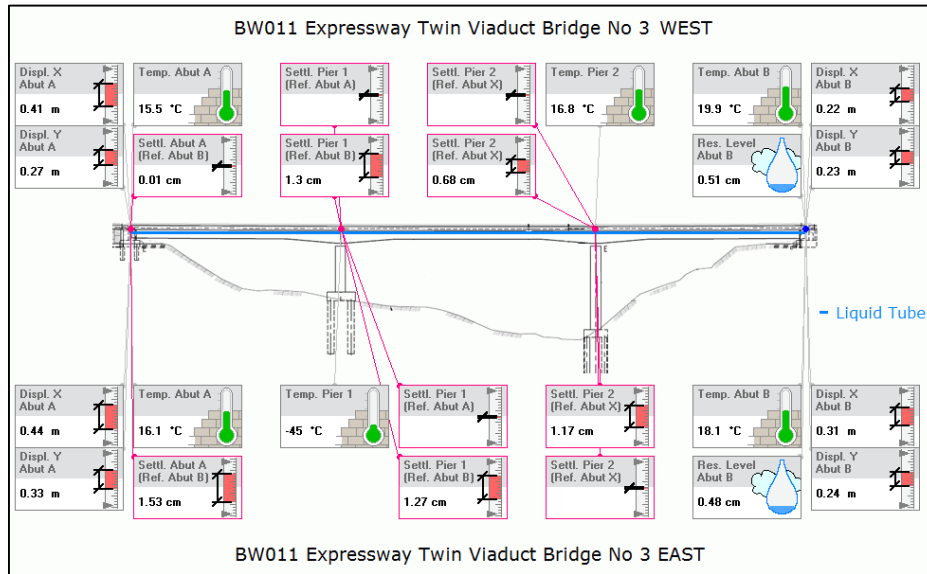 BW011 Expressway Twin Viaduct Bridge No 3 WEST
Displ. X
Abut A
0.41 m
Temp. Abut A
15.5 °C
Settl. Pier 1
(Ref. Abut A)
Settl. Pier 2
(Ref. Abut X)
Temp. Pier 2
16.8 °C
Temp. Abut B
19.9 °C
Displ. X
Abut B
0.22 m
Displ. Y
Abut A
0.27 m
Settl. Abut A
(Ref. Abut B)
0.01 cm
Settl. Pier 1
(Ref. Abut B)
1.3 cm
Settl. Pier 2
(Ref. Abut X)
0.68 cm
Res. Level
Abut B
0.51 cm
Displ. Y
Abut B
0.23 m
E
E
Liquid Tube
Displ. X
Abut A
0.44 m
Temp. Abut A
16.1 °C
Temp. Pier 1
-45 °C
Settl. Pier 1
(Ref. Abut A)
Settl. Pier 2
(Ref. Abut X)
1.17 cm
Temp. Abut B
18.1 °C
Displ. X
Abut B
0.31 m
Displ. Y
Abut A
0.33 m
Settl. Abut A
(Ref. Abut B)
1.53 cm
Settl. Pier 1
(Ref. Abut B)
1.27 cm
Settl. Pier 2
(Ref. Abut X)
Res. Level
Abut B
0.48 cm
Displ. Y
Abut B
0.24 m
BW011 Expressway Twin Viaduct Bridge No 3 EAST